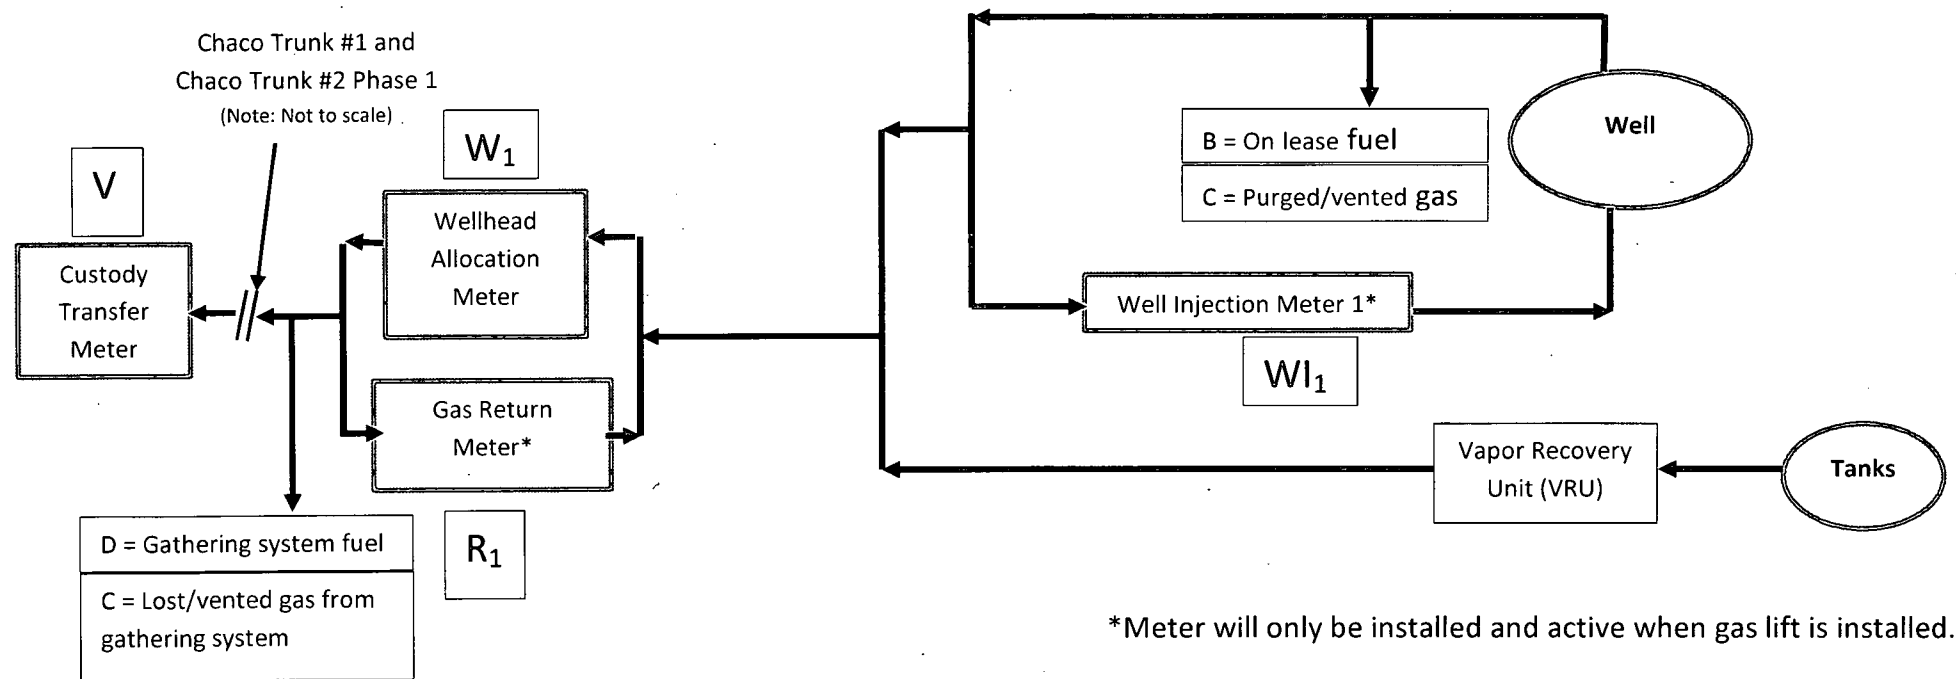 Chaco Trunk #1 and
Chaco Trunk #2 Phase 1
(Note: Not to scale)
V
Custody
Transfer
Meter
W1
Wellhead
Allocation
Meter
Gas Return
Meter*
R1
D = Gathering system fuel
C = Lost/vented gas from
gathering system
B = On lease fuel
C = Purged/vented gas
Well
Well Injection Meter 1*
WI1
Vapor Recovery
Unit (VRU)
Tanks
*Meter will only be installed and active when gas lift is installed.